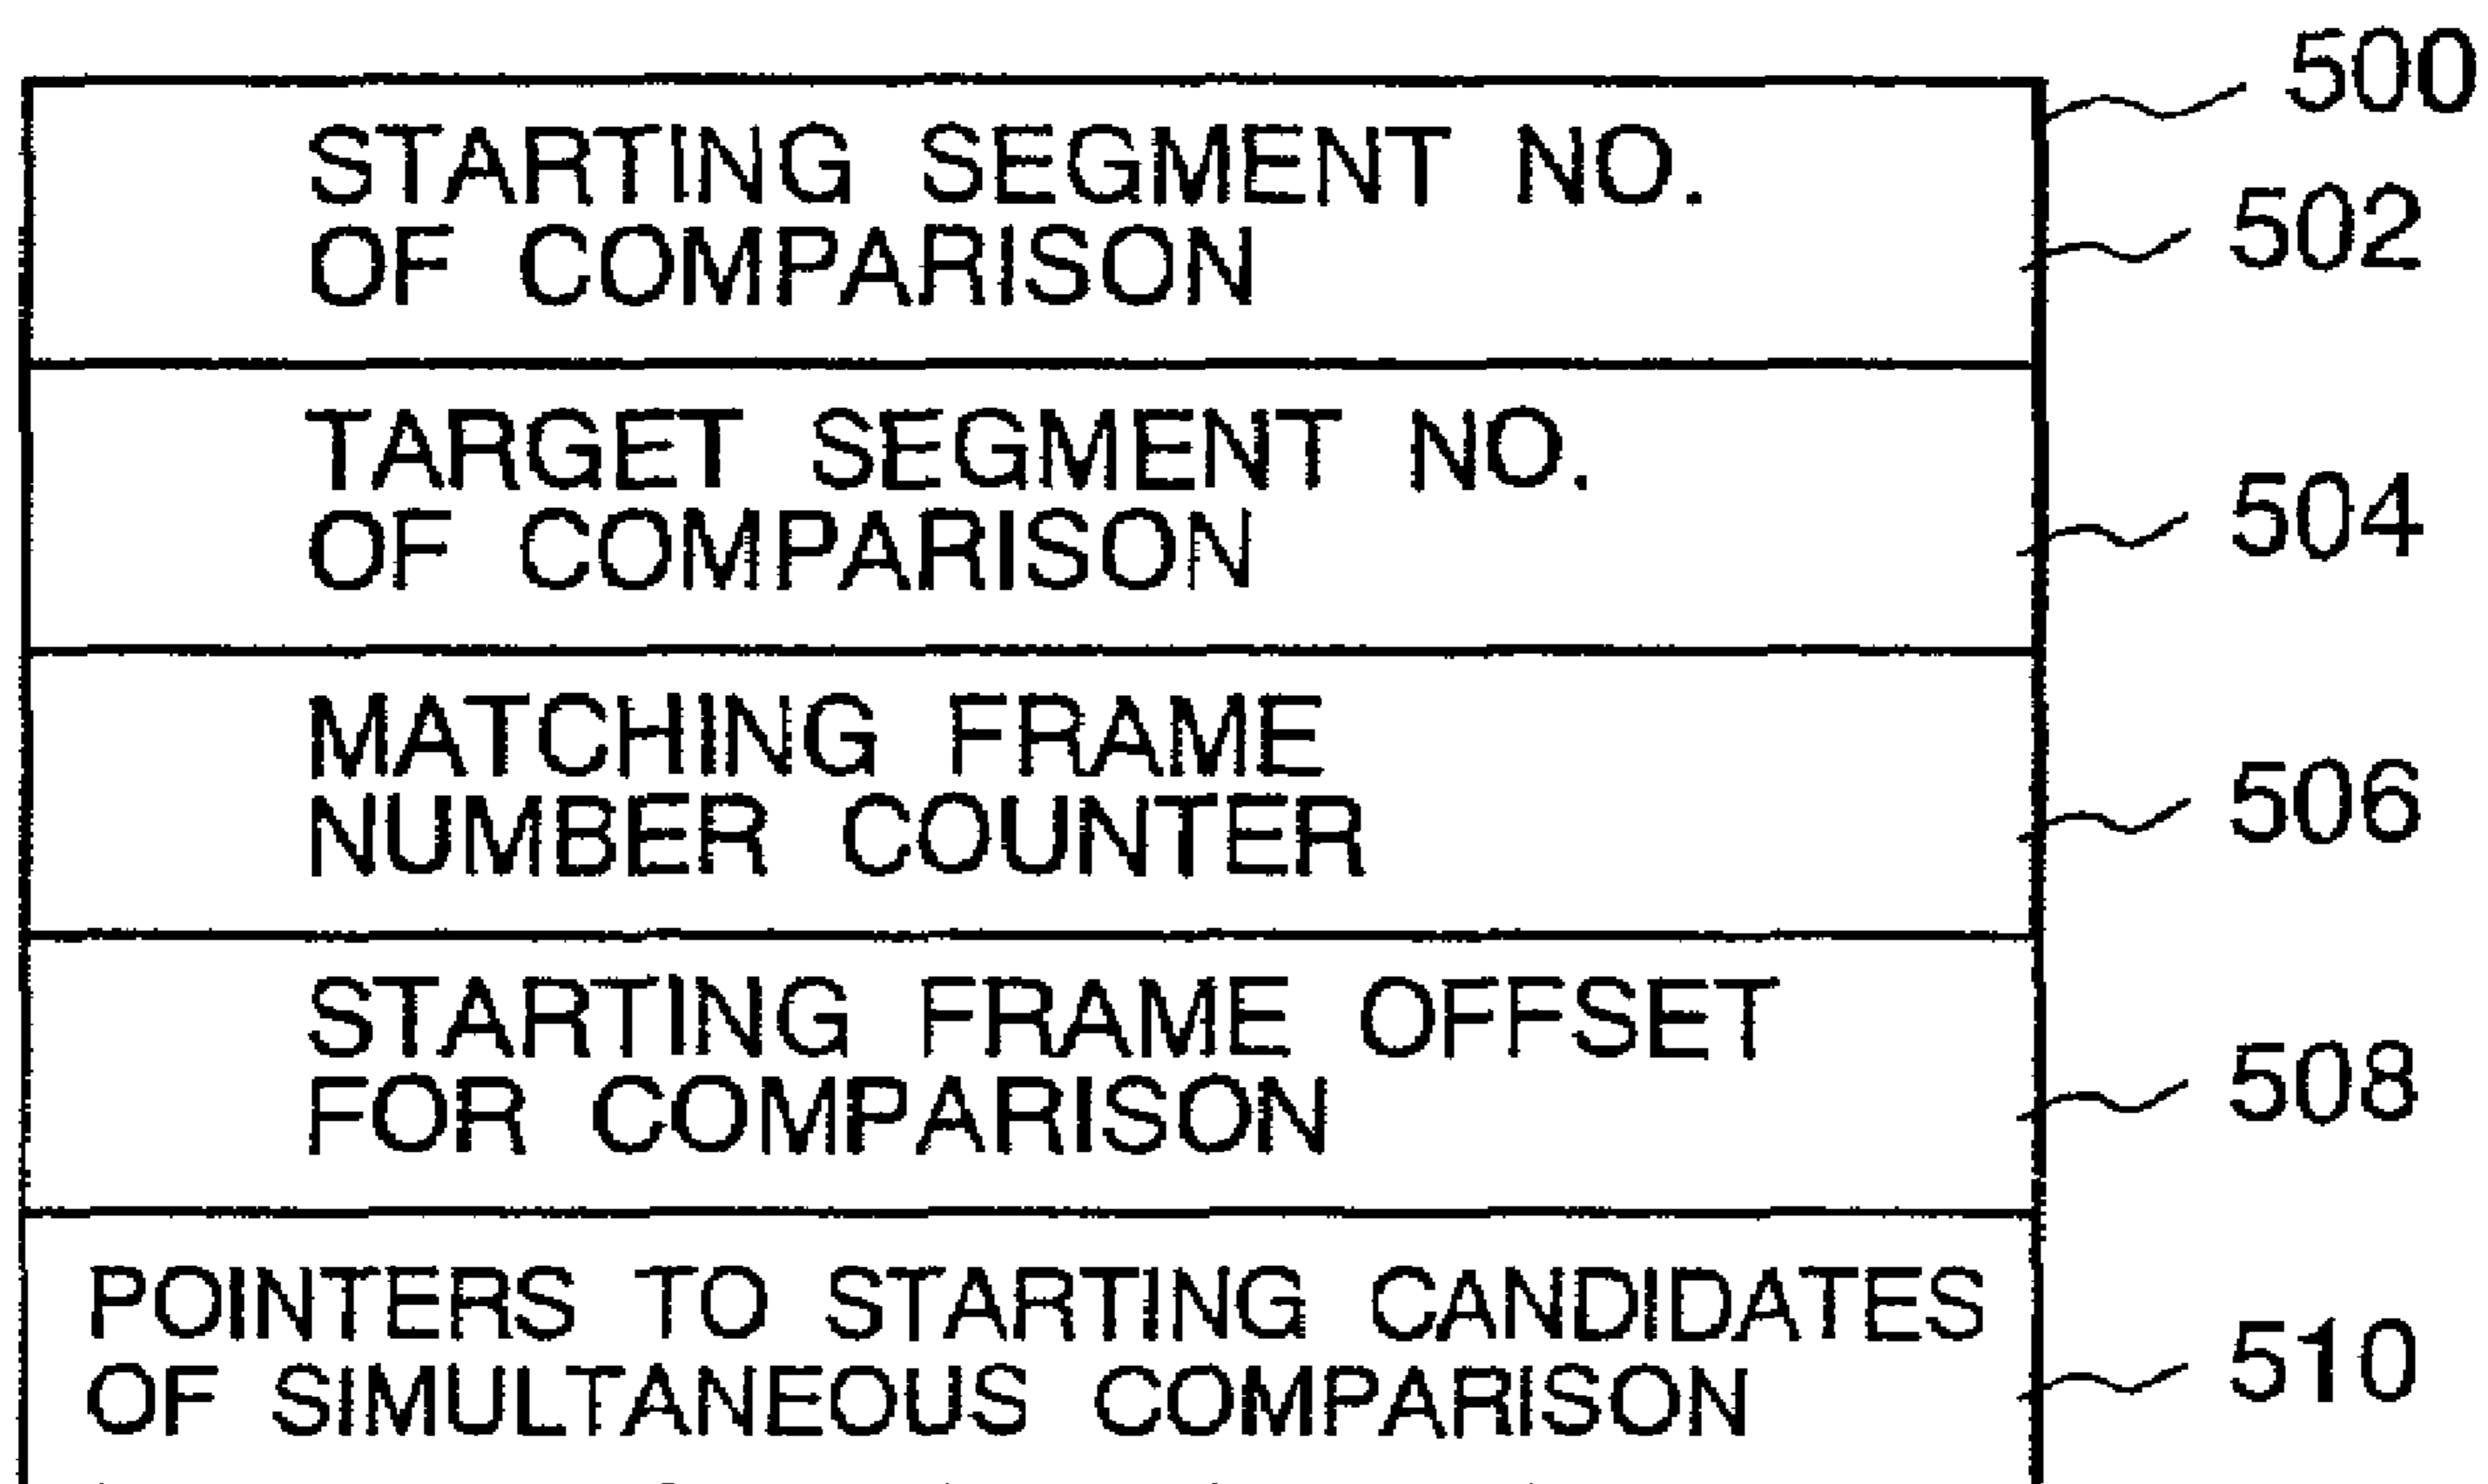 500
STARTING SEGMENT NO.
OF COMPARISON
502
TARGET SEGMENT NO.
OF COMPARISON
504
MATCHING FRAME
NUMBER COUNTER
506
STARTING FRAME OFFSET
FOR COMPARISON
508
POINTERS TO STARTING CANDIDATES
OF SIMULTANEOUS COMPARISON
510